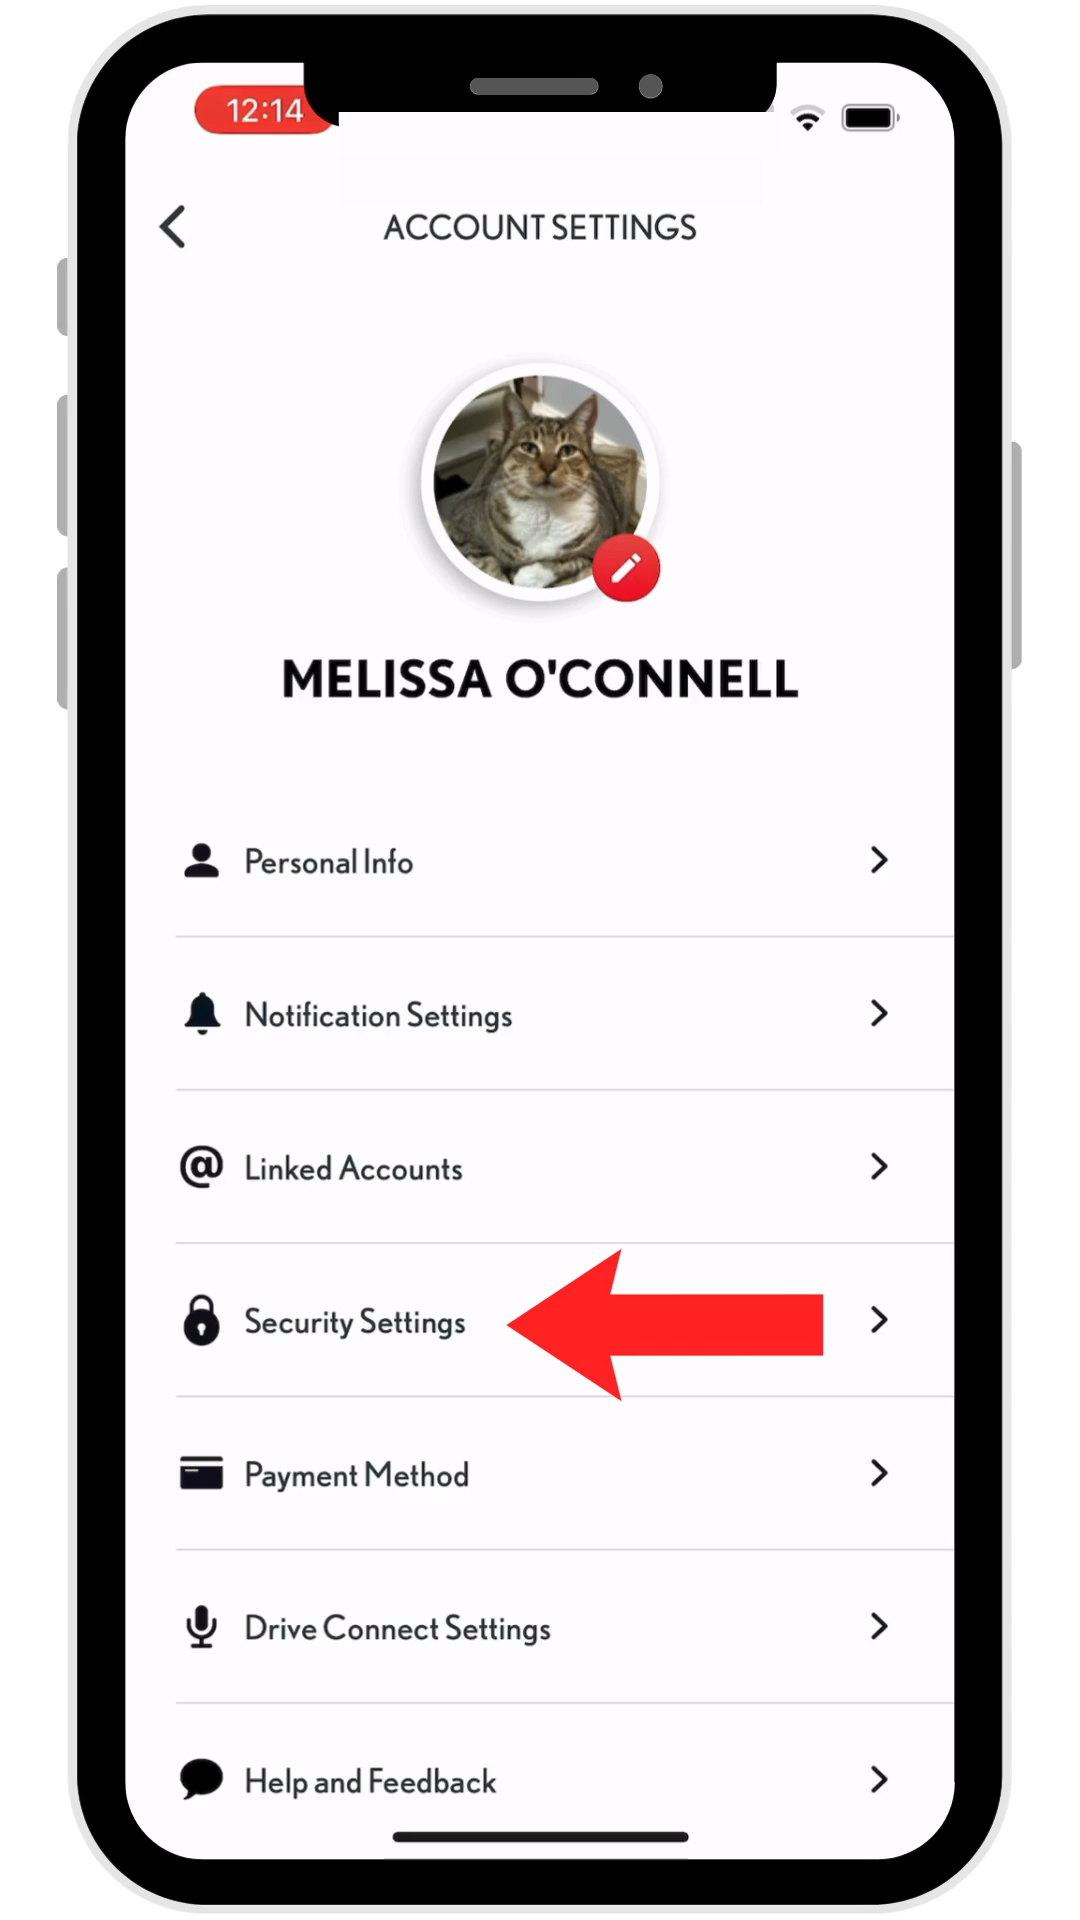 12:14
ACCOUNT SETTINGS
MELISSA O'CONNELL
Personal Info
Notification Settings
Linked Accounts
Security Settings
Payment Method
Drive Connect Settings
Help and Feedback